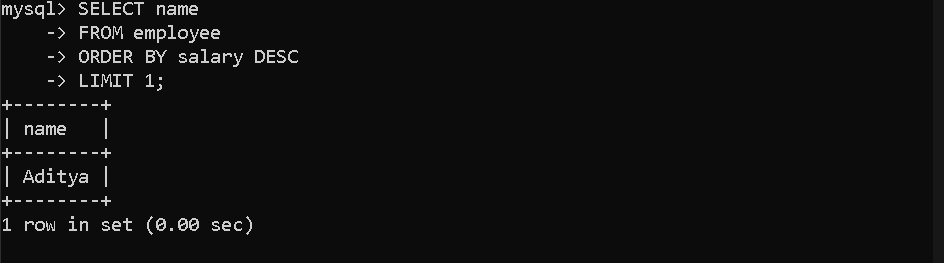 mysql> SELECT name
    -> FROM employee
    -> ORDER BY salary DESC
    -> LIMIT 1;
+--------+
| name   |
+--------+
| Aditya |
+--------+
1 row in set (0.00 sec)